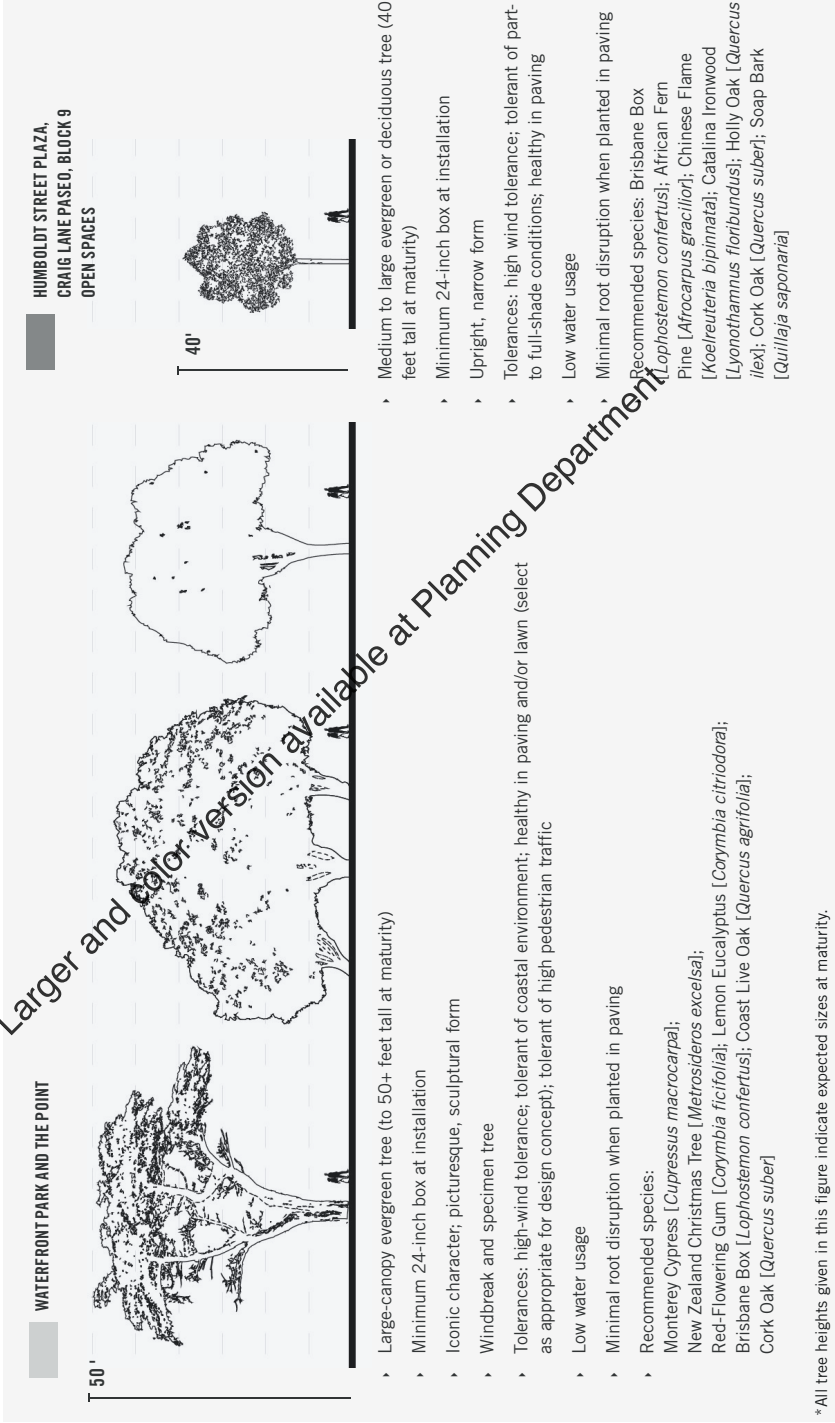 WATERFRONT PARK AND THE POINT
50'
▸ Large-canopy evergreen tree (to 50+ feet tall at maturity)
▸ Minimum 24-inch box at installation
▸ Iconic character; picturesque, sculptural form
▸ Windbreak and specimen tree
▸ Tolerances: high-wind tolerance; tolerant of coastal environment; healthy in paving and/or lawn (select
as appropriate for design concept); tolerant of high pedestrian traffic
▸ Low water usage
▸ Minimal root disruption when planted in paving
▸ Recommended species:
Monterey Cypress [Cupressus macrocarpa];
New Zealand Christmas Tree [Metrosideros excelsa];
Red-Flowering Gum [Corymbia ficifolia]; Lemon Eucalyptus [Corymbia citriodora];
Brisbane Box [Lophostemon confertus]; Coast Live Oak [Quercus agrifolia];
Cork Oak [Quercus suber]
HUMBOLDT STREET PLAZA,
CRAIG LANE PASEO, BLOCK 9
OPEN SPACES
40'
▸ Medium to large evergreen or deciduous tree (40
feet tall at maturity)
▸ Minimum 24-inch box at installation
▸ Upright, narrow form
▸ Tolerances: high wind tolerance; tolerant of part-
to full-shade conditions; healthy in paving
▸ Low water usage
▸ Minimal root disruption when planted in paving
▸ Recommended species: Brisbane Box
[Lophostemon confertus]; African Fern
Pine [Afrocarpus gracilior]; Chinese Flame
[Koelreuteria bipinnata]; Catalina Ironwood
[Lyonothamnus floribundus]; Holly Oak [Quercus
ilex]; Cork Oak [Quercus suber]; Soap Bark
[Quillaja saponaria]
*All tree heights given in this figure indicate expected sizes at maturity.
Larger and color version available at Planning Department